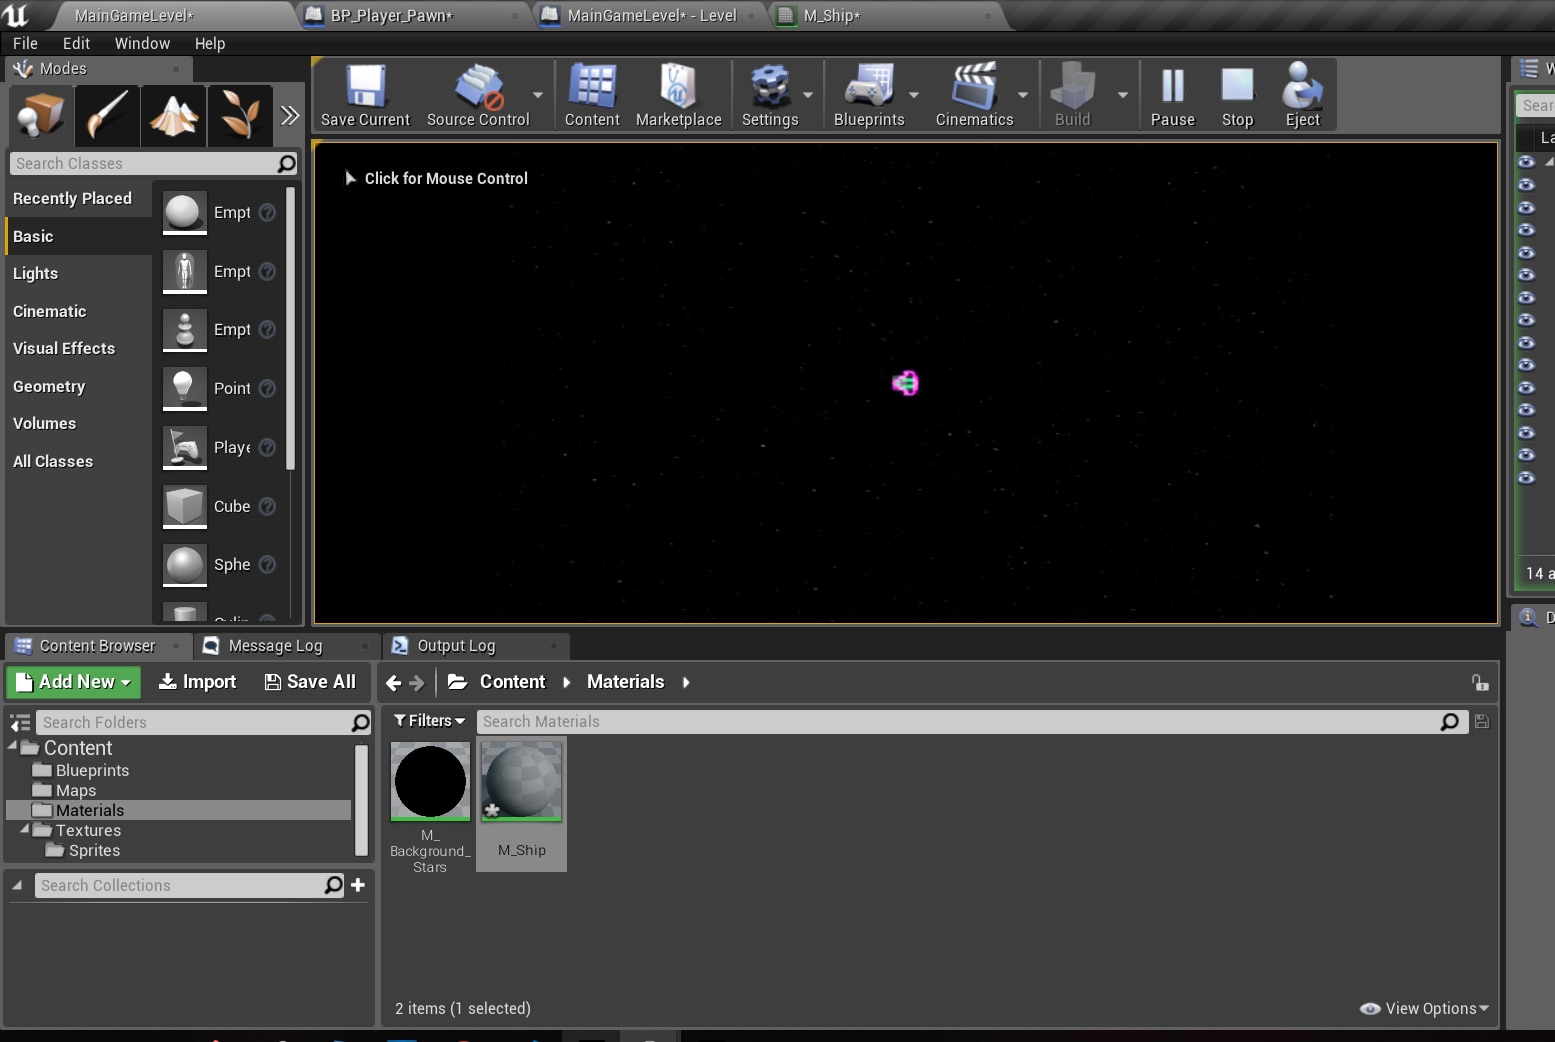 MainGameLevel*
BP_Player_Pawn*
MainGameLevel* - Level
M_Ship*
File Edit Window Help
Modes
Save Current
Source Control
Content
Marketplace
Settings
Blueprints
Cinematics
Build
Pause
Stop
Eject
Search Classes
Recently Placed
Basic
Lights
Cinematic
Visual Effects
Geometry
Volumes
All Classes
Empt
Empt
Empt
Point
Playe
Cube
Sphe
Click for Mouse Control
Sear
La
14 a
D
Content Browser
Message Log
Output Log
Add New
Import
Save All
Content
Materials
Search Folders
Filters
Search Materials
Content
Blueprints
Maps
Materials
Textures
Sprites
Search Collections
M_
Background_
Stars
M_Ship
2 items (1 selected)
View Options